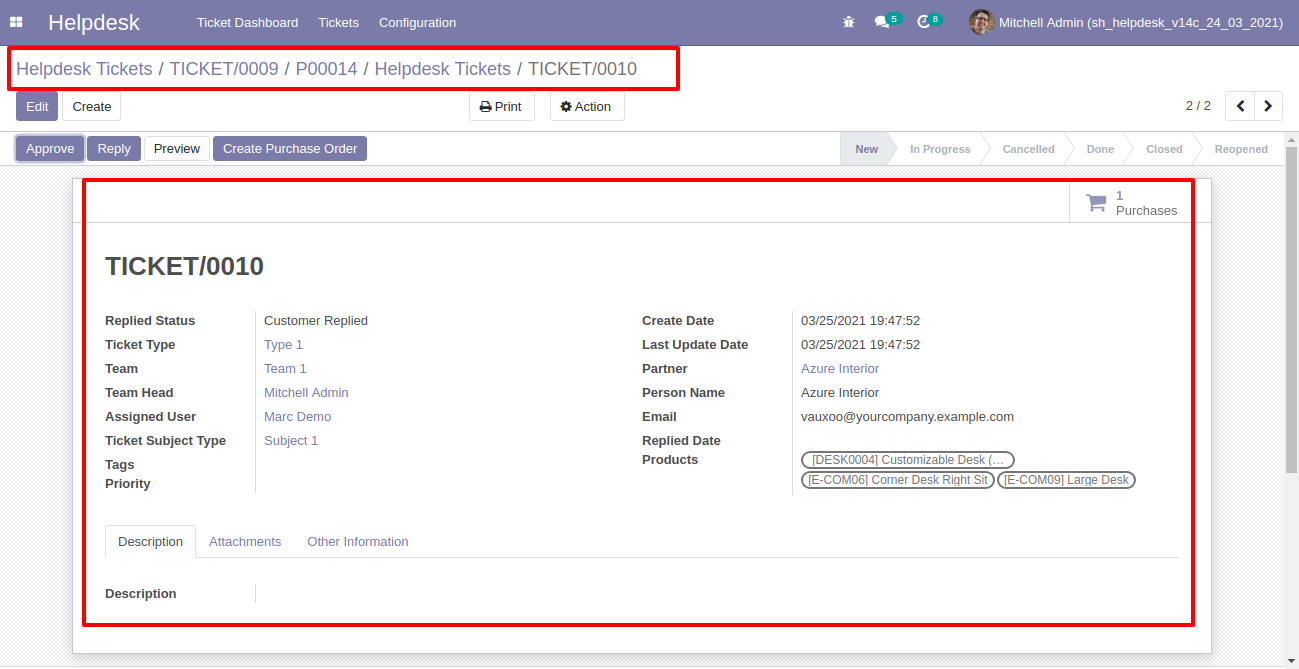 Helpdesk Ticket Dashboard Tickets Configuration 5 8 Mitchell Admin (sh_helpdesk_v14c_24_03_2021)
Helpdesk Tickets / TICKET/0009 / P00014 / Helpdesk Tickets / TICKET/0010
Edit Create Print Action 2 / 2
Approve Reply Preview Create Purchase Order New In Progress Cancelled Done Closed Reopened
1
Purchases
TICKET/0010
Replied Status Customer Replied Create Date 03/25/2021 19:47:52
Ticket Type Type 1 Last Update Date 03/25/2021 19:47:52
Team Team 1 Partner Azure Interior
Team Head Mitchell Admin Person Name Azure Interior
Assigned User Marc Demo Email vauxoo@yourcompany.example.com
Ticket Subject Type Subject 1 Replied Date
Tags Products [DESK0004] Customizable Desk (...
Priority [E-COM06] Corner Desk Right Sit [E-COM09] Large Desk
Description Attachments Other Information
Description